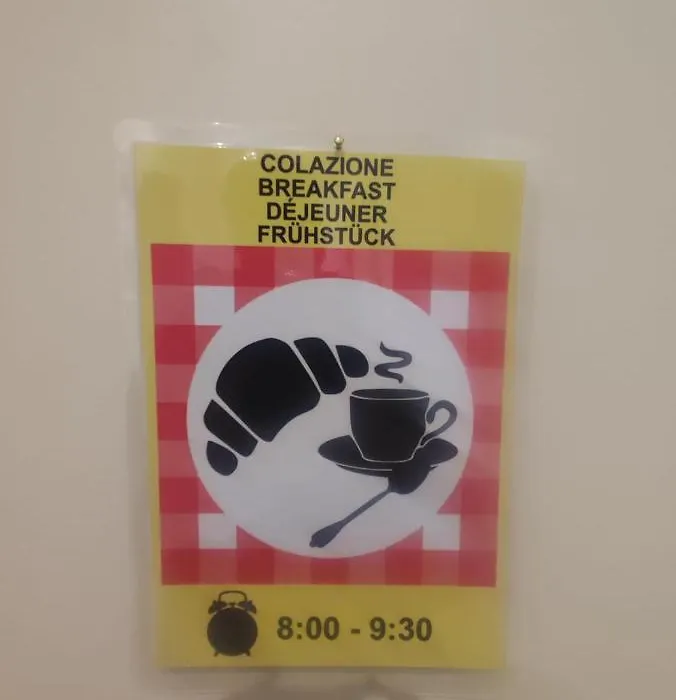 COLAZIONE
BREAKFAST
DÉJEUNER
FRÜHSTÜCK
8:00 - 9:30